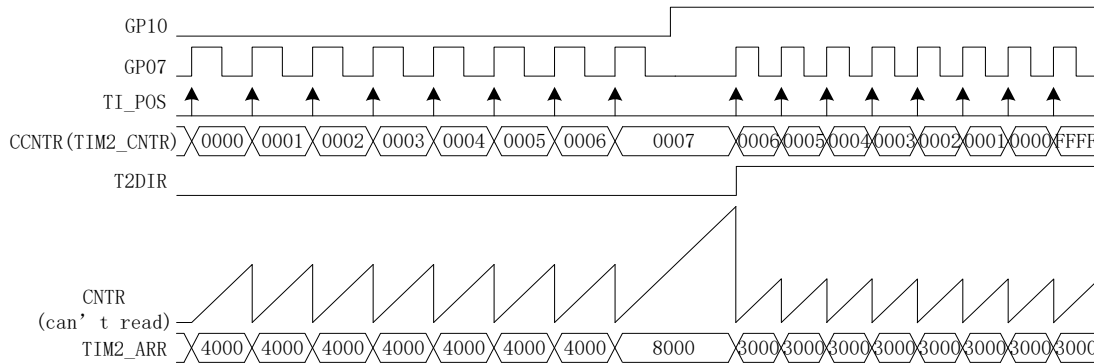 GP10
GP07
TI_POS
CCNTR(TIM2_CNTR) 0000 0001 0002 0003 0004 0005 0006 0007 0006 0005 0004 0003 0002 0001 0000 FFFF
T2DIR
CNTR
(can't read)
TIM2_ARR 4000 4000 4000 4000 4000 4000 4000 8000 3000 3000 3000 3000 3000 3000 3000 3000